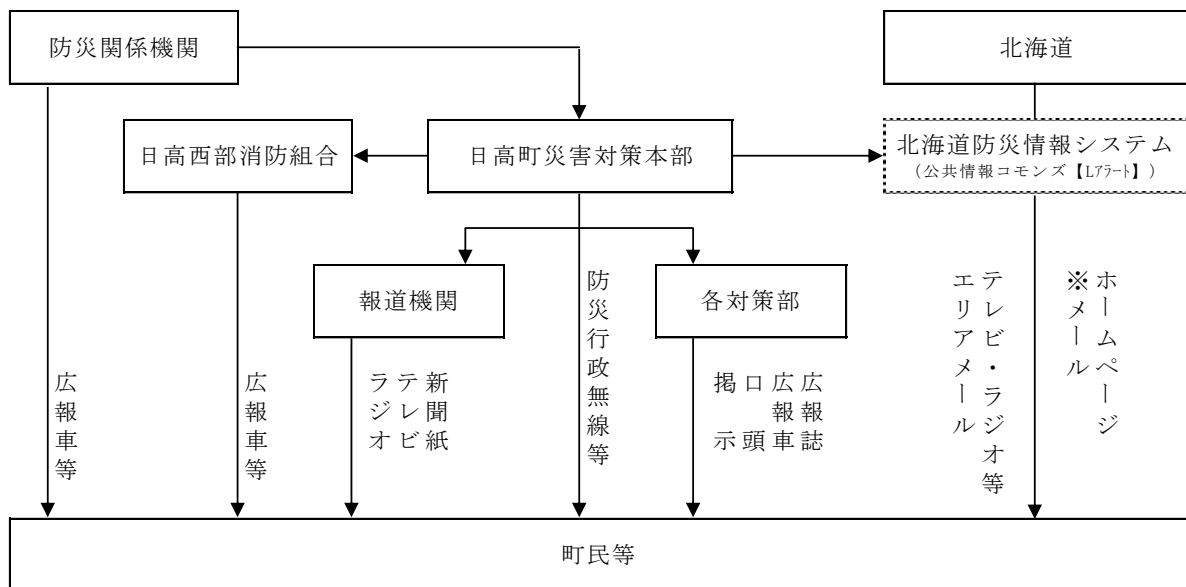 防災関係機関
北海道
日高西部消防組合
日高町災害対策本部
北海道防災情報システム
(公共情報コモンズ【Lアラート】)
報道機関
各対策部
広報車等
広報車等
新聞紙
テレビ
ラジオ
防災行政無線等
広報誌
広報車
口頭
掲示
ホームページ
※メール
テレビ・ラジオ等
エリアメール
町民等